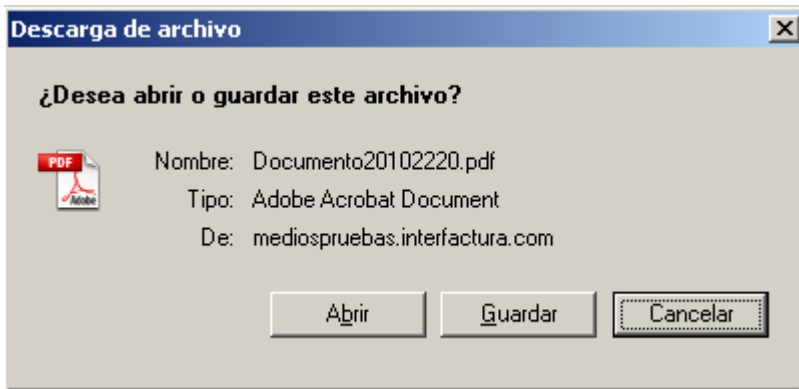 Descarga de archivo
¿Desea abrir o guardar este archivo?
PDF
Adobe
Nombre: Documento20102220.pdf
Tipo: Adobe Acrobat Document
De: mediospruebas.interfactura.com
Abrir Guardar Cancelar